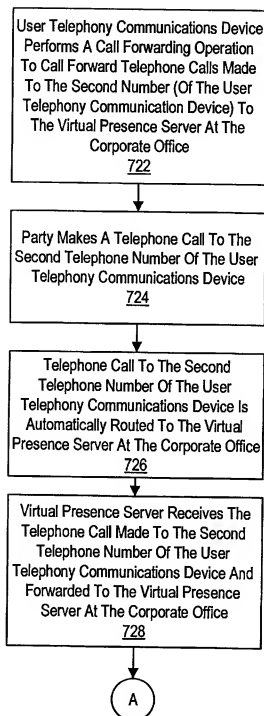 User Telephony Communications Device
Performs A Call Forwarding Operation
To Call Forward Telephone Calls Made
To The Second Number (Of The User
Telephony Communication Device) To
The Virtual Presence Server At The
Corporate Office
722
Party Makes A Telephone Call To The
Second Telephone Number Of The User
Telephony Communications Device
724
Telephone Call To The Second
Telephone Number Of The User
Telephony Communications Device Is
Automatically Routed To The Virtual
Presence Server At The Corporate Office
726
Virtual Presence Server Receives The
Telephone Call Made To The Second
Telephone Number Of The User
Telephony Communications Device And
Forwarded To The Virtual Presence
Server At The Corporate Office
728
A